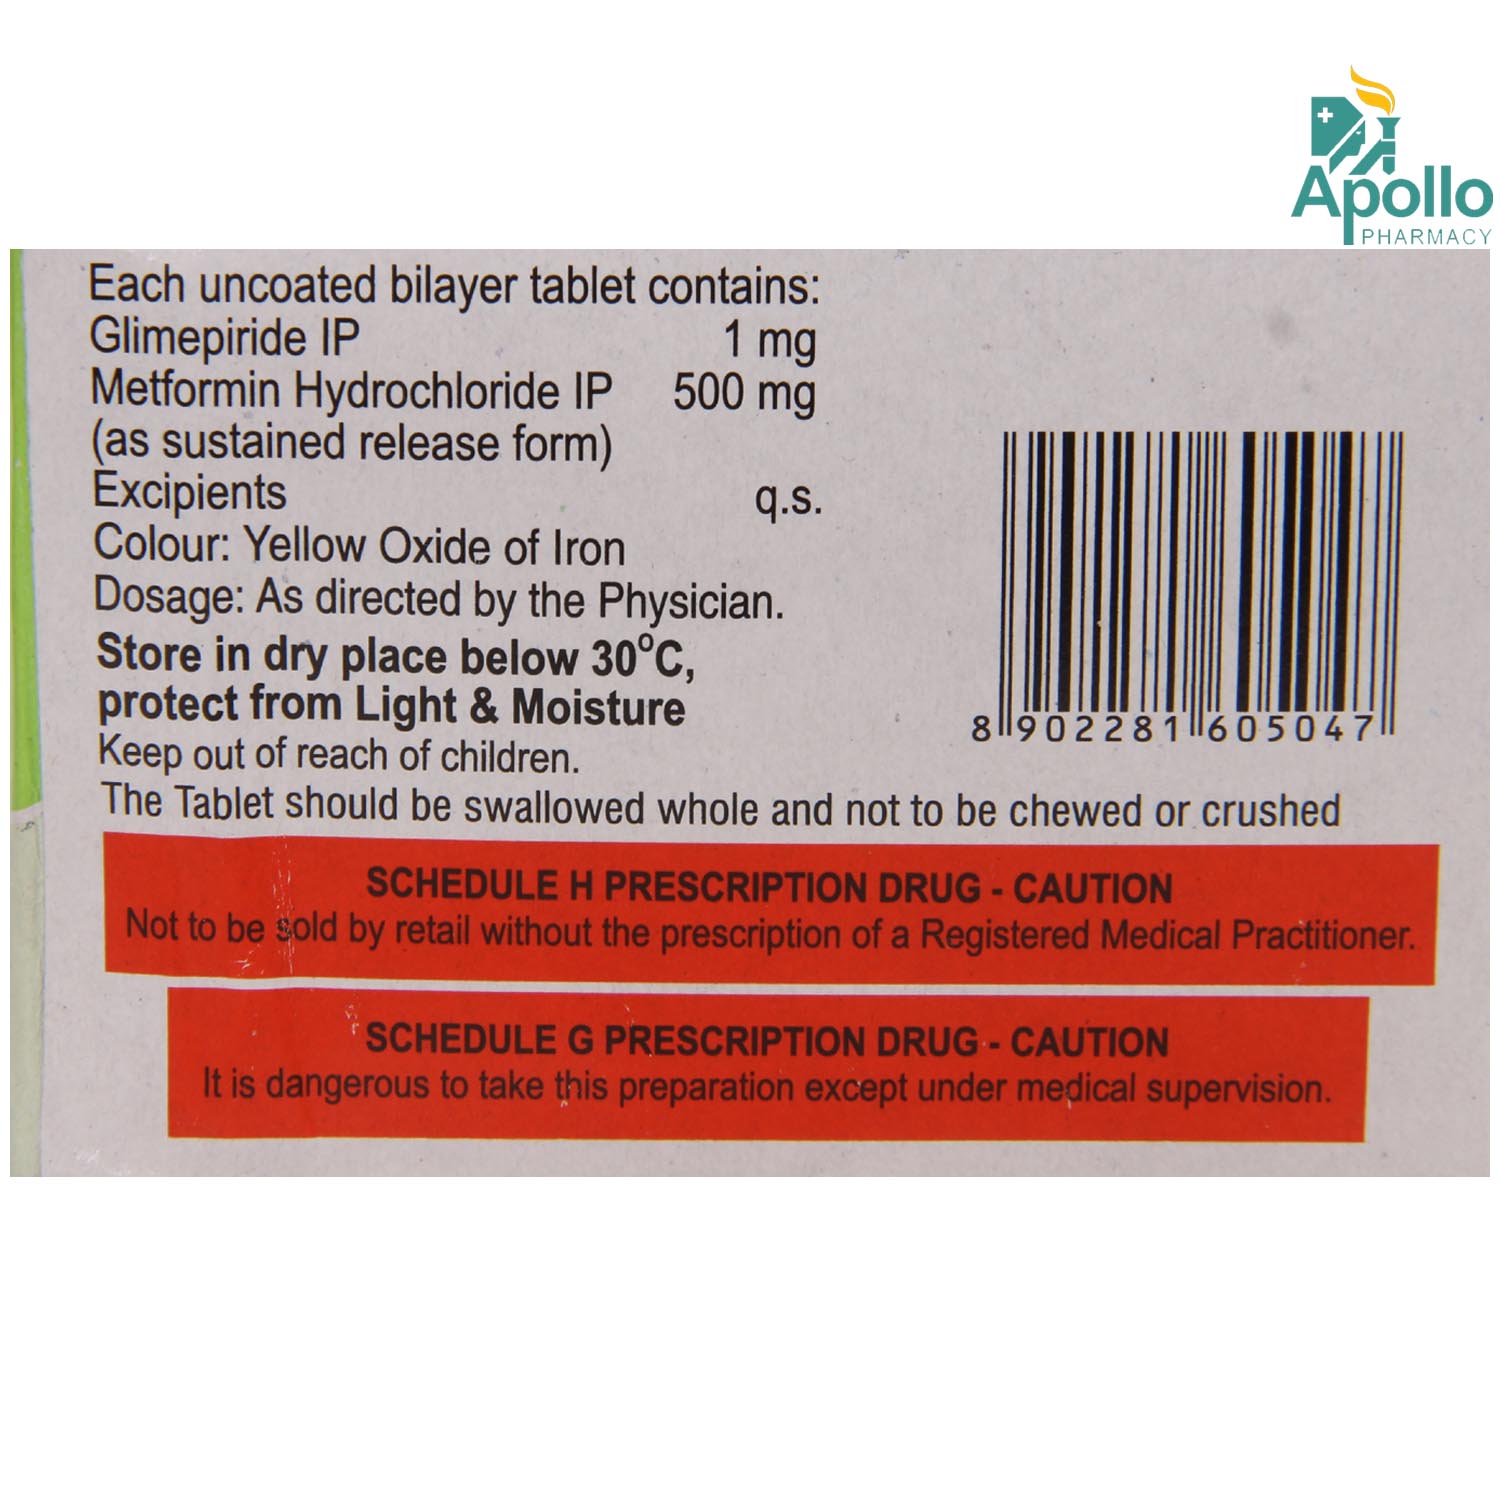 Apollo
PHARMACY
Each uncoated bilayer tablet contains:
Glimepiride IP 1 mg
Metformin Hydrochloride IP 500 mg
(as sustained release form)
Excipients q.s.
Colour: Yellow Oxide of Iron
Dosage: As directed by the Physician.
Store in dry place below 30°C,
protect from Light & Moisture
Keep out of reach of children.
The Tablet should be swallowed whole and not to be chewed or crushed
8 902281 605047
SCHEDULE H PRESCRIPTION DRUG - CAUTION
Not to be sold by retail without the prescription of a Registered Medical Practitioner.
SCHEDULE G PRESCRIPTION DRUG - CAUTION
It is dangerous to take this preparation except under medical supervision.